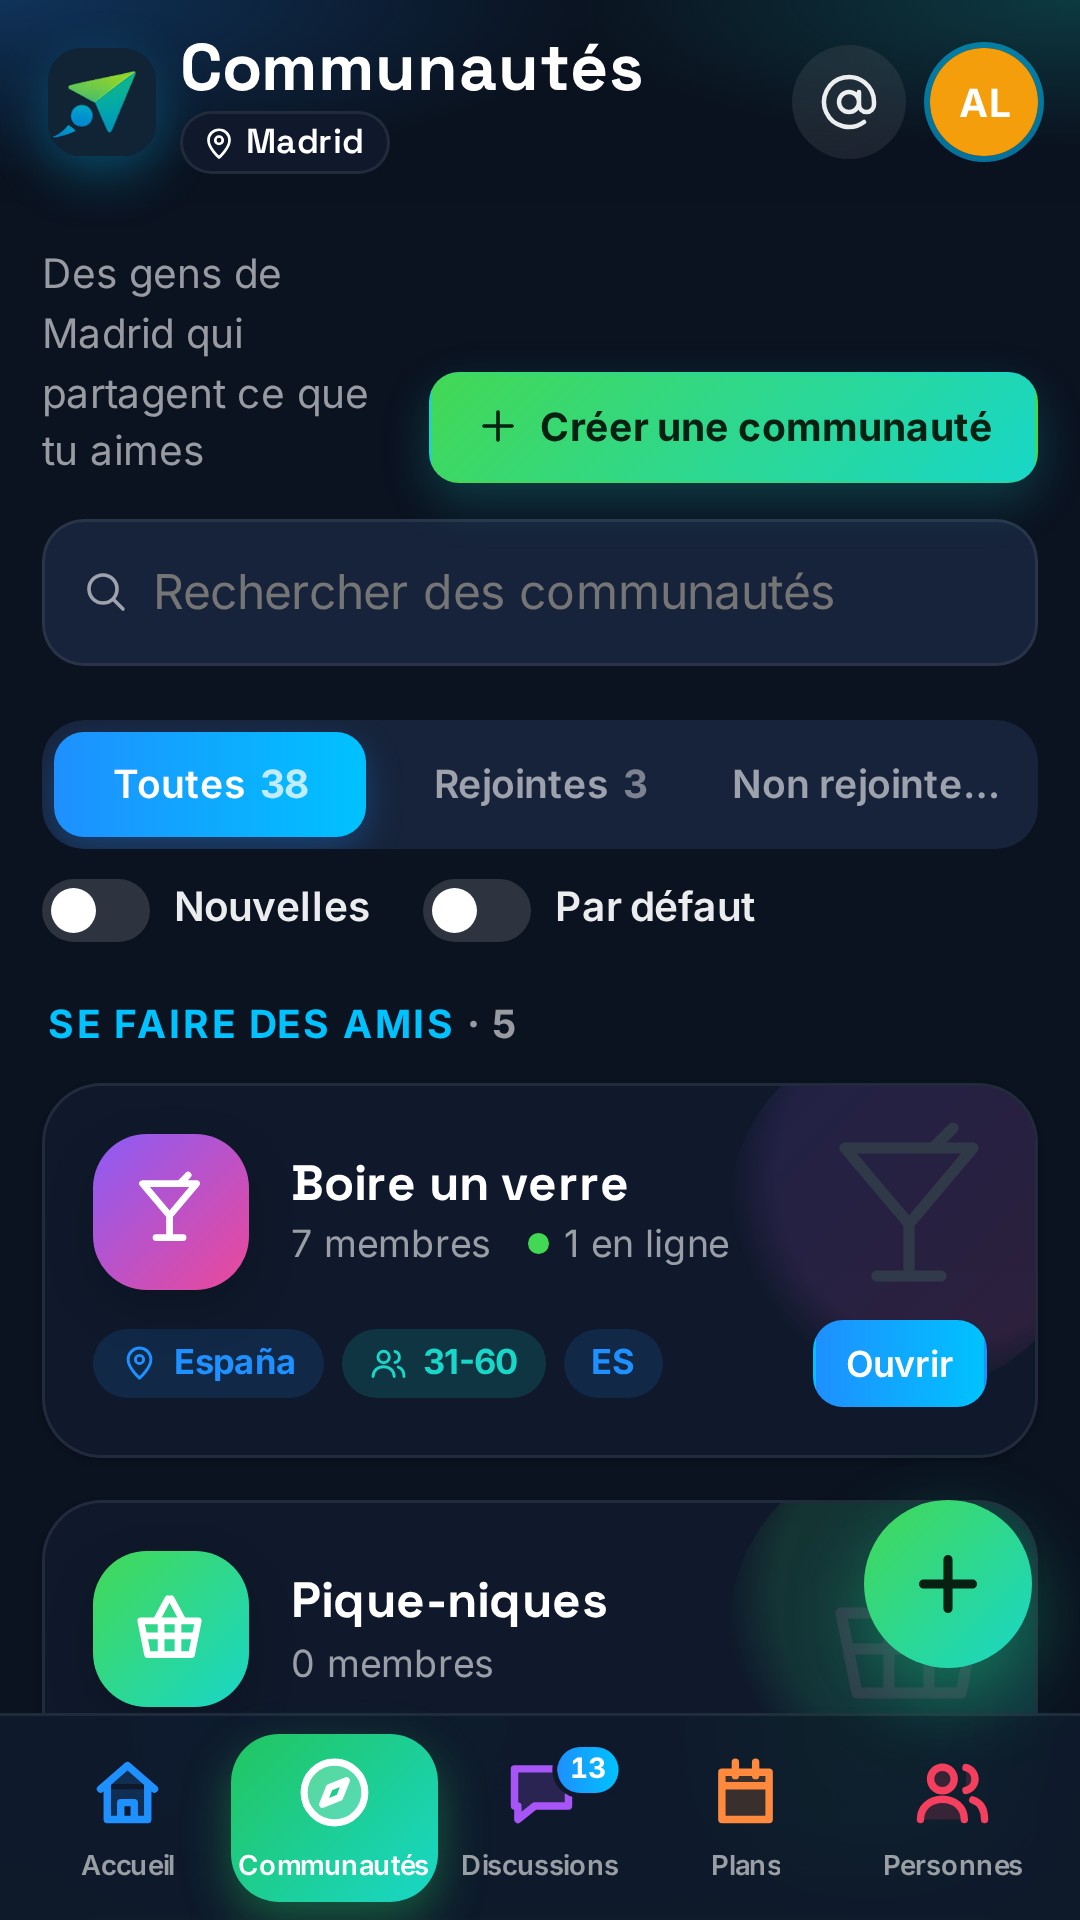 Communautés
Madrid
AL
Des gens de
Madrid qui
partagent ce que
tu aimes
Créer une communauté
Rechercher des communautés
Toutes 38
Rejointes 3
Non rejointe...
Nouvelles
Par défaut
SE FAIRE DES AMIS · 5
Boire un verre
7 membres
1 en ligne
España
31-60
ES
Ouvrir
Pique-niques
0 membres
13
Accueil
Communautés
Discussions
Plans
Personnes